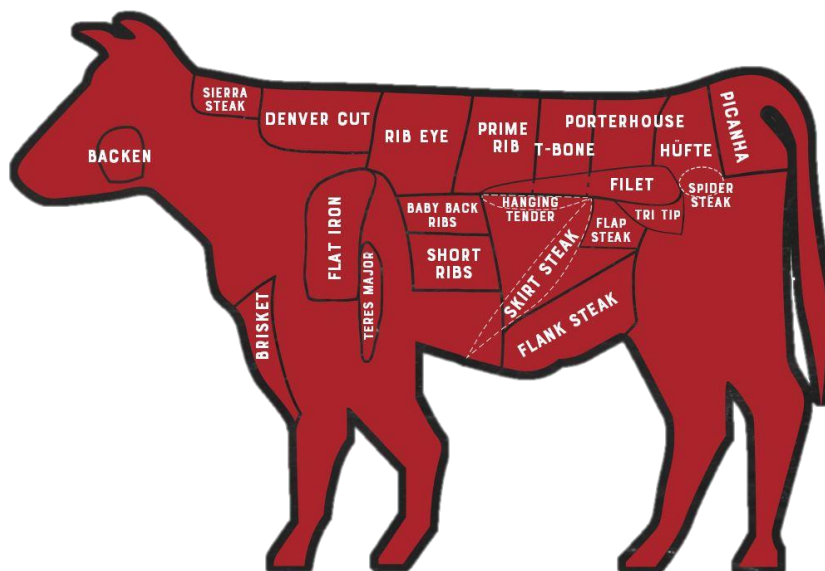 SIERRA
STEAK
DENVER CUT
RIB EYE
PRIME
RIB
T-BONE
PORTERHOUSE
HÜFTE
PICANHA
BACKEN
FILET
SPIDER
STEAK
HANGING
TENDER
TRI TIP
FLAP
STEAK
BABY BACK
RIBS
SHORT
RIBS
FLAT IRON
TERES MAJOR
SKIRT STEAK
FLANK STEAK
BRISKET